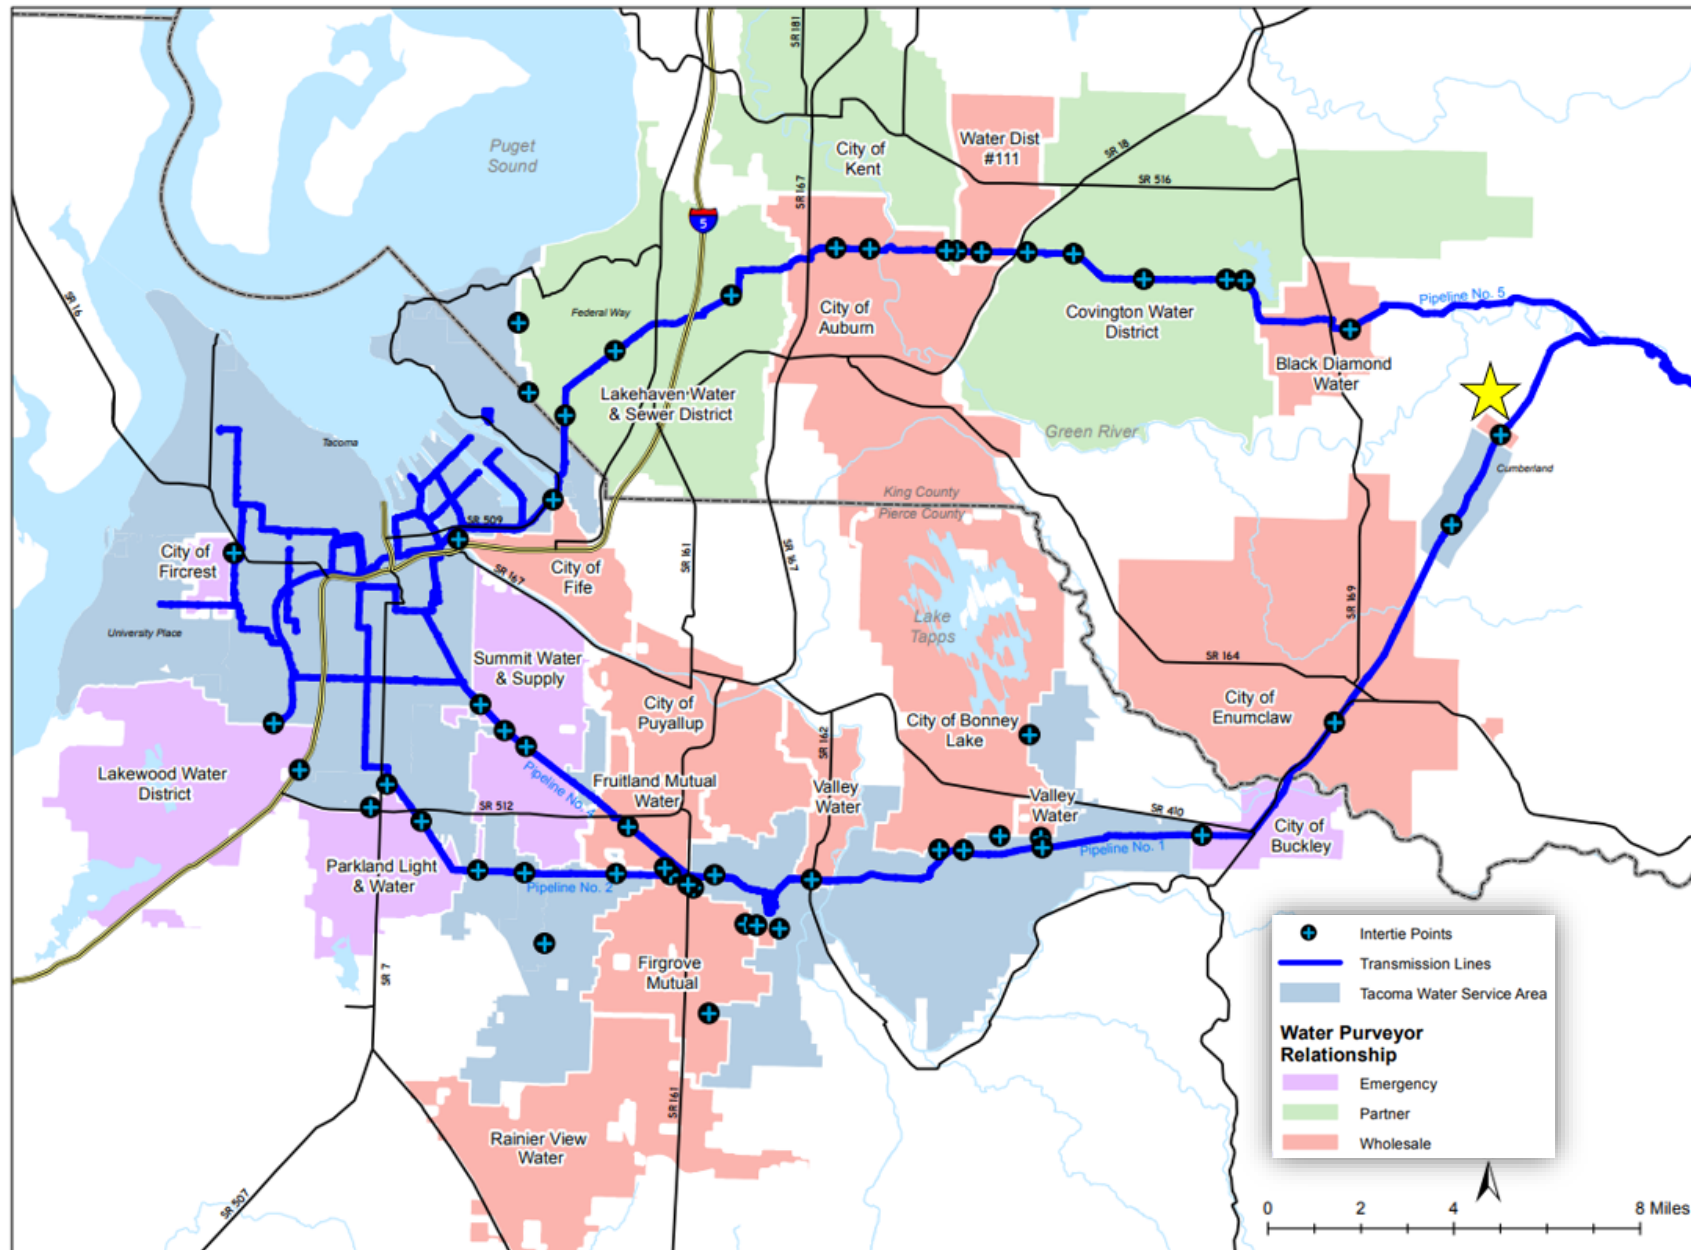 SR 181
Puget
Sound
City of
Kent
Water Dist
#111
SR 18
SR 516
SR 167
5
SR 16
Federal Way
City of
Auburn
Covington Water
District
Pipeline No. 5
Black Diamond
Water
Lakehaven Water
& Sewer District
Green River
Tacoma
Cumberland
King County
Pierce County
SR 509
City of
Fircrest
SR 167
City of
Fife
SR 161
SR 167
SR 169
Lake
Tapps
University Place
Summit Water
& Supply
SR 164
City of
Puyallup
City of
Enumclaw
City of Bonney
Lake
SR 162
Lakewood Water
District
Pipeline No. 4
Fruitland Mutual
Water
Valley
Water
Valley
Water
SR 512
SR 410
City of
Buckley
Pipeline No. 1
Parkland Light
& Water
Pipeline No. 2
SR 7
Firgrove
Mutual
Intertie Points
Transmission Lines
Tacoma Water Service Area
Water Purveyor
Relationship
Emergency
Partner
Wholesale
SR 161
Rainier View
Water
SR 507
0 2 4 8 Miles